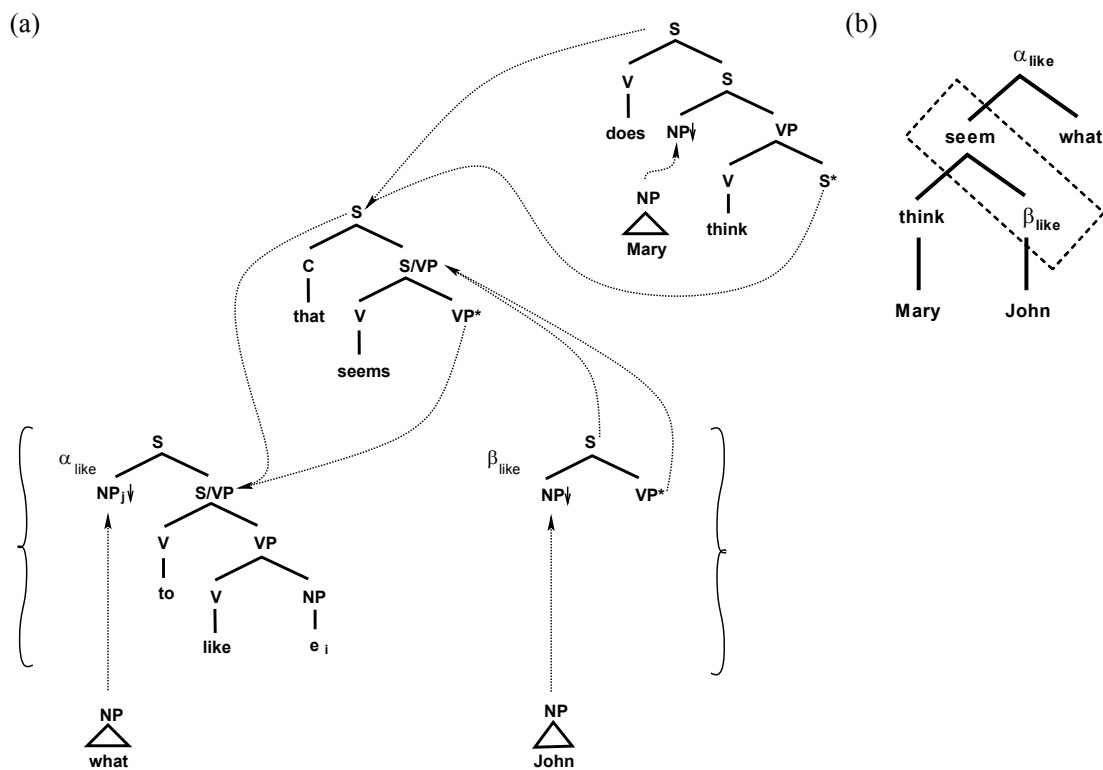 (a)
S
V
S
does
NP↓
VP
NP
Mary
V
S*
think
S
C
S/VP
that
V
VP*
seems
α like
S
NP j↓
S/VP
V
VP
to
V
NP
like
e i
NP
what
β like
S
NP↓
VP*
NP
John
(b)
α like
seem
what
think
β like
Mary
John